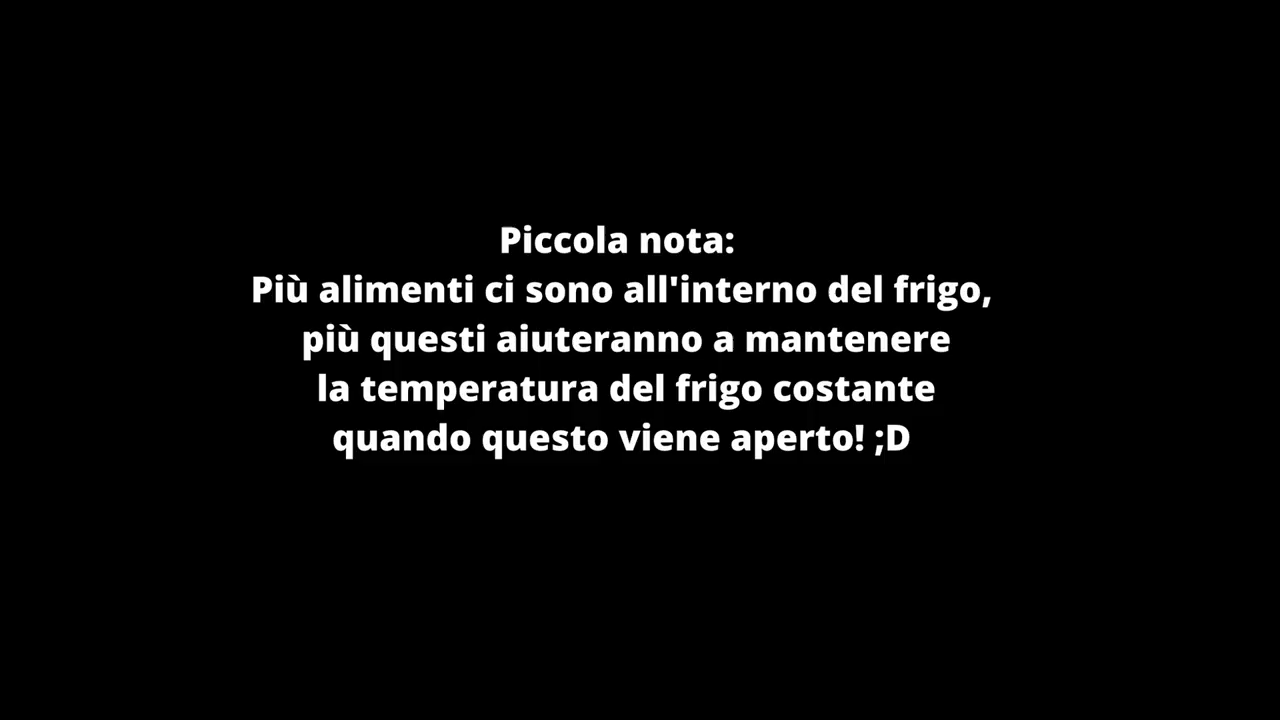 Piccola nota:
Più alimenti ci sono all'interno del frigo,
più questi aiuteranno a mantenere
la temperatura del frigo costante
quando questo viene aperto! ;D